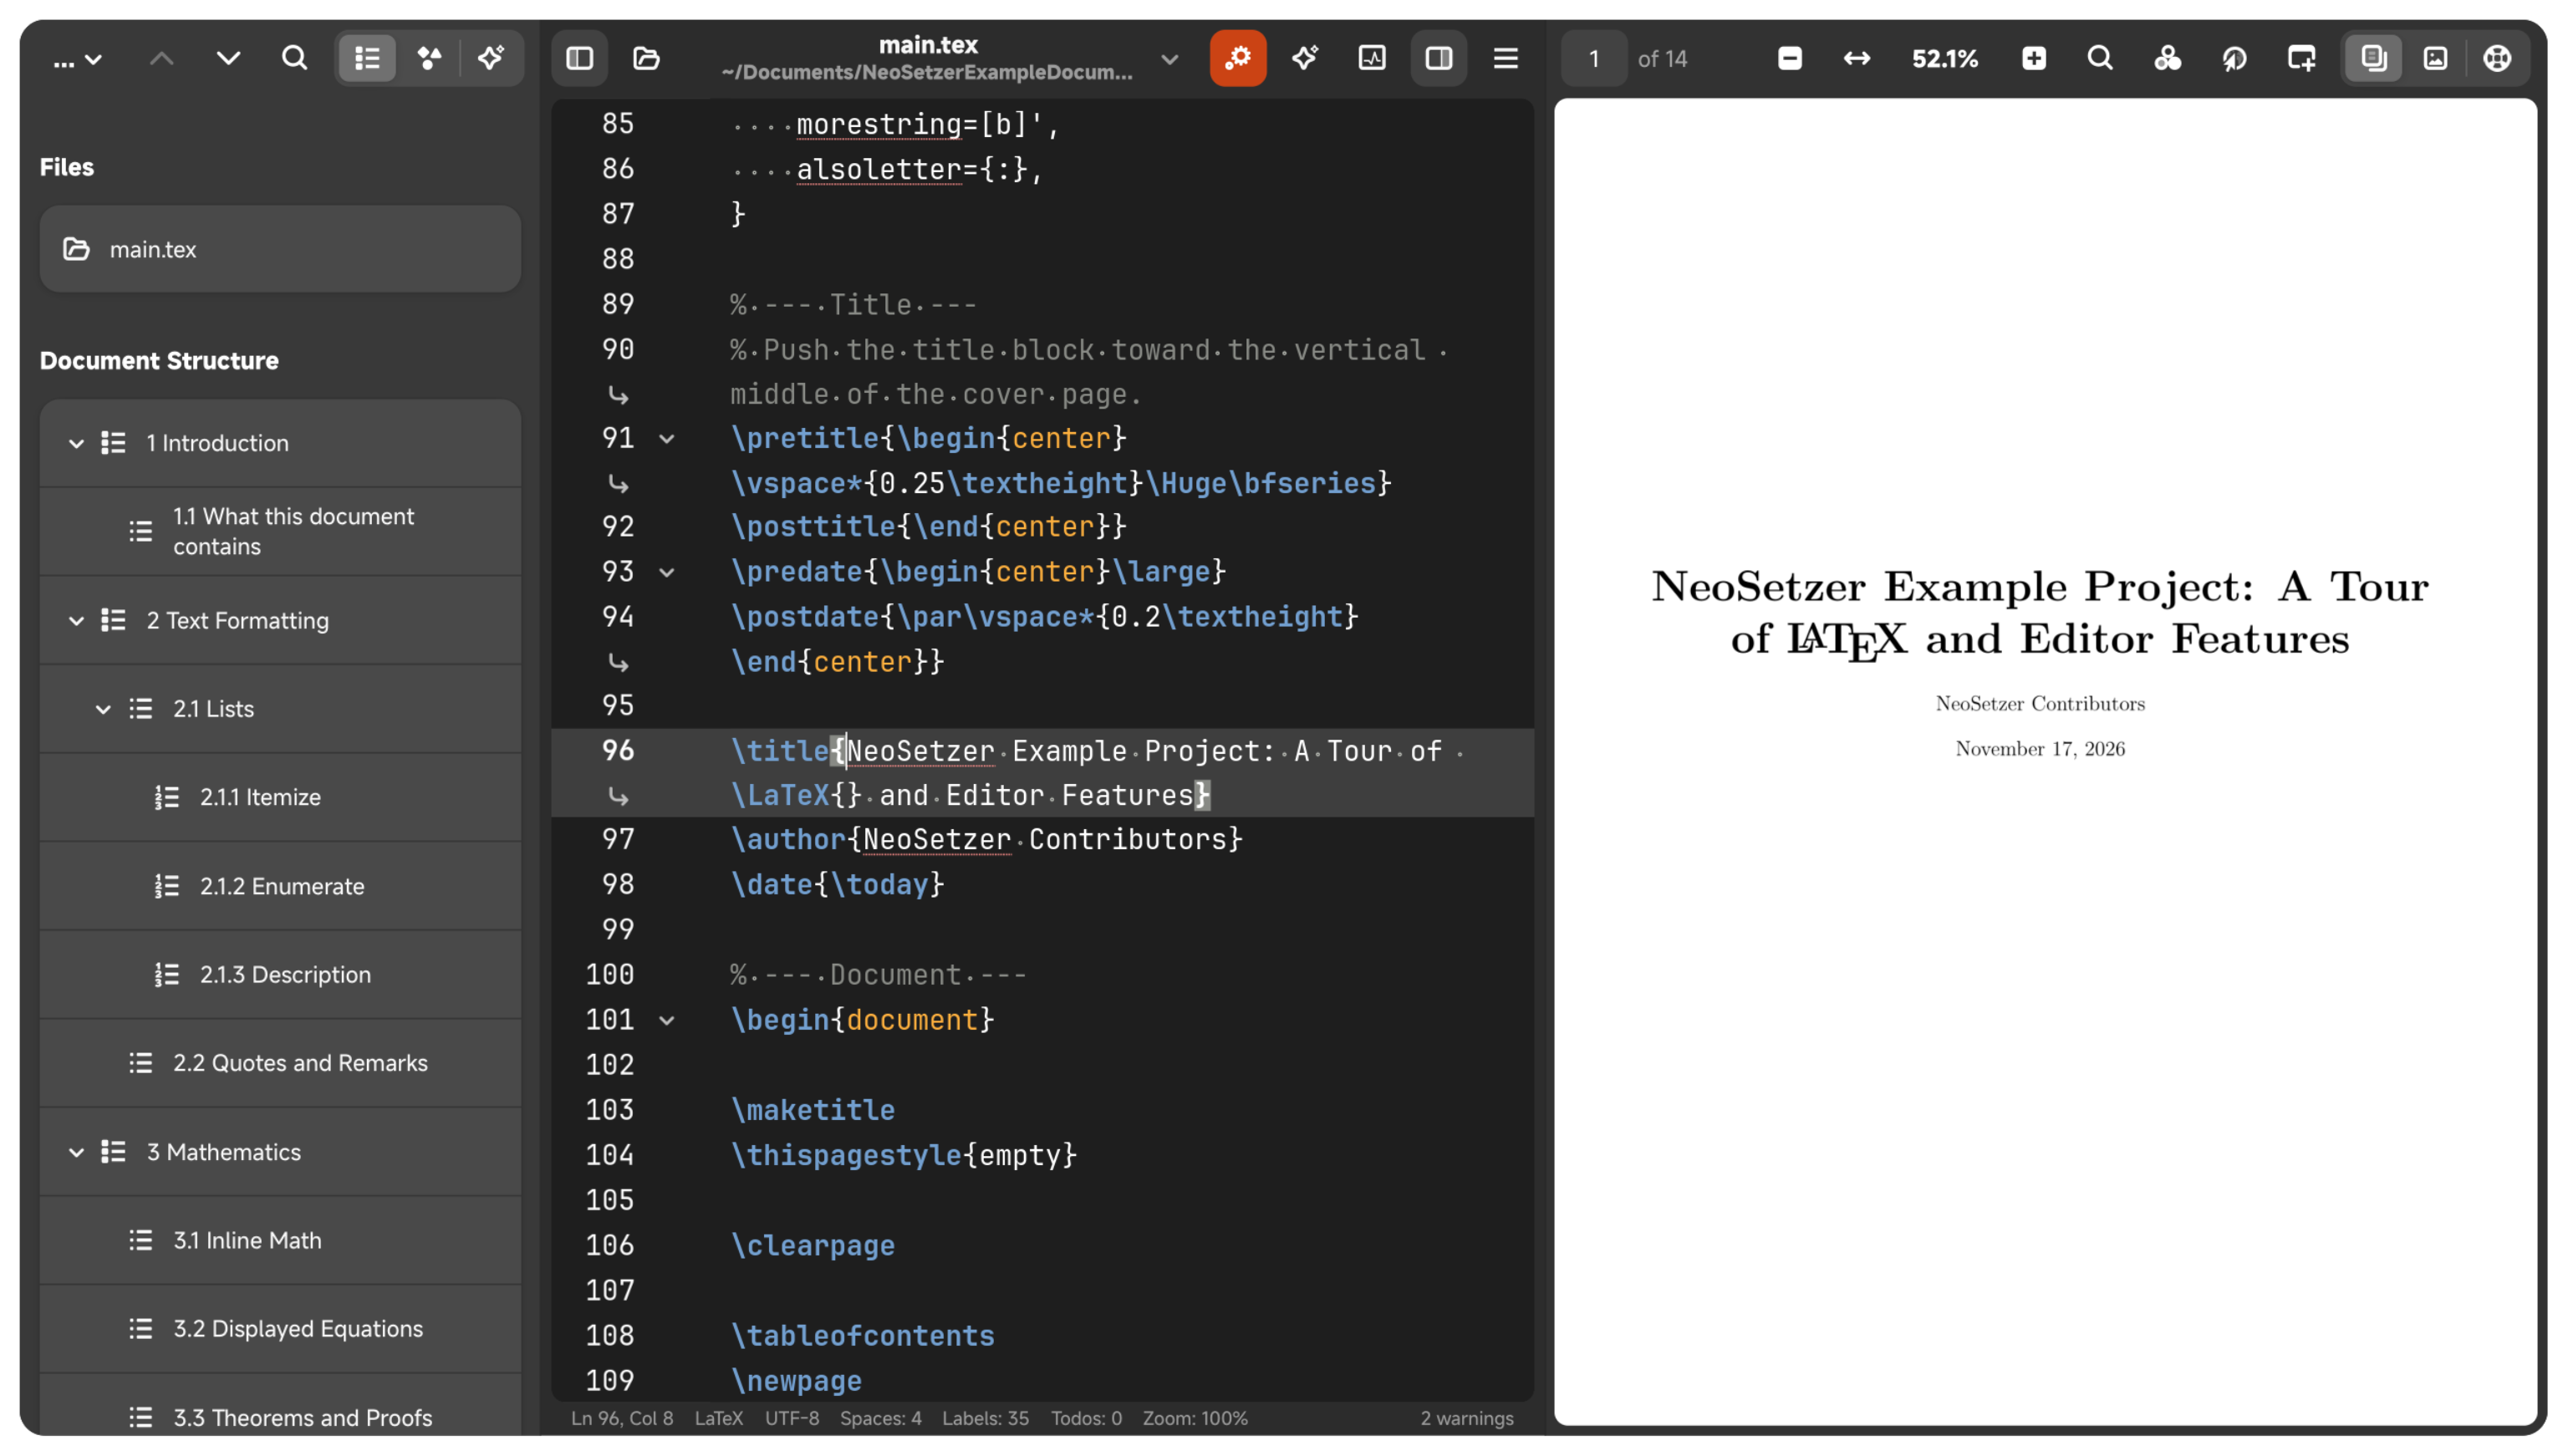 ...
main.tex
~/Documents/NeoSetzerExampleDocum...
1 of 14
52.1%
Files
main.tex
Document Structure
1 Introduction
1.1 What this document
contains
2 Text Formatting
2.1 Lists
2.1.1 Itemize
2.1.2 Enumerate
2.1.3 Description
2.2 Quotes and Remarks
3 Mathematics
3.1 Inline Math
3.2 Displayed Equations
3.3 Theorems and Proofs
85 ····morestring=[b]',
86 ····alsoletter={:},
87 }
88
89 %·---·Title·---
90 %·Push·the·title·block·toward·the·vertical·
middle·of·the·cover·page.
91 \pretitle{\begin{center}
\vspace*{0.25\textheight}\Huge\bfseries}
92 \posttitle{\end{center}}
93 \predate{\begin{center}\large}
94 \postdate{\par\vspace*{0.2\textheight}
\end{center}}
95
96 \title{NeoSetzer·Example·Project:·A·Tour·of·
\LaTeX{}·and·Editor·Features}
97 \author{NeoSetzer·Contributors}
98 \date{\today}
99
100 %·---·Document·---
101 \begin{document}
102
103 \maketitle
104 \thispagestyle{empty}
105
106 \clearpage
107
108 \tableofcontents
109 \newpage
Ln 96, Col 8 LaTeX UTF-8 Spaces: 4 Labels: 35 Todos: 0 Zoom: 100% 2 warnings
NeoSetzer Example Project: A Tour
of LATEX and Editor Features
NeoSetzer Contributors
November 17, 2026